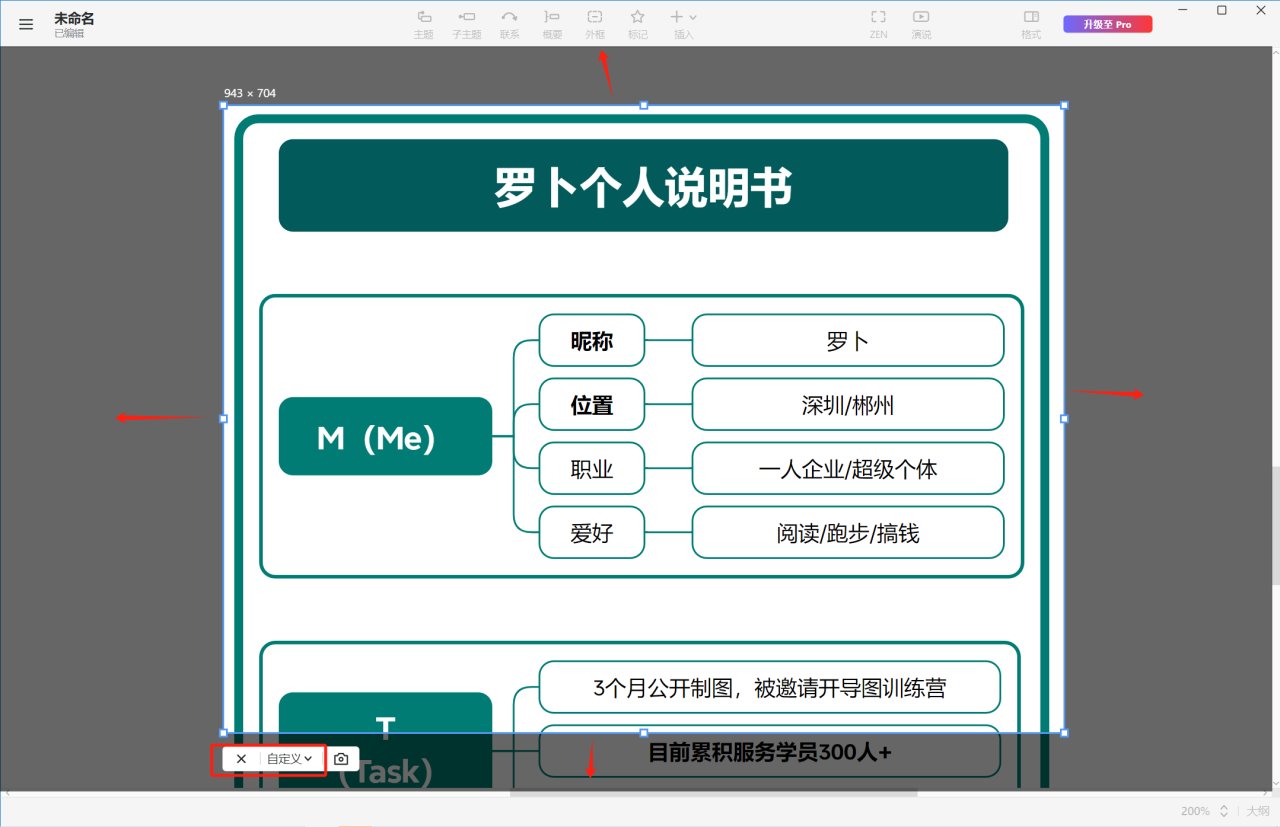 未命名
已编辑
主题
子主题
联系
概要
外框
标记
插入
ZEN
演说
格式
升级至 Pro
943 × 704
罗卜个人说明书
M（Me）
昵称
罗卜
位置
深圳/郴州
职业
一人企业/超级个体
爱好
阅读/跑步/搞钱
T
（Task）
3个月公开制图，被邀请开导图训练营
目前累积服务学员300人+
自定义
200%
大纲